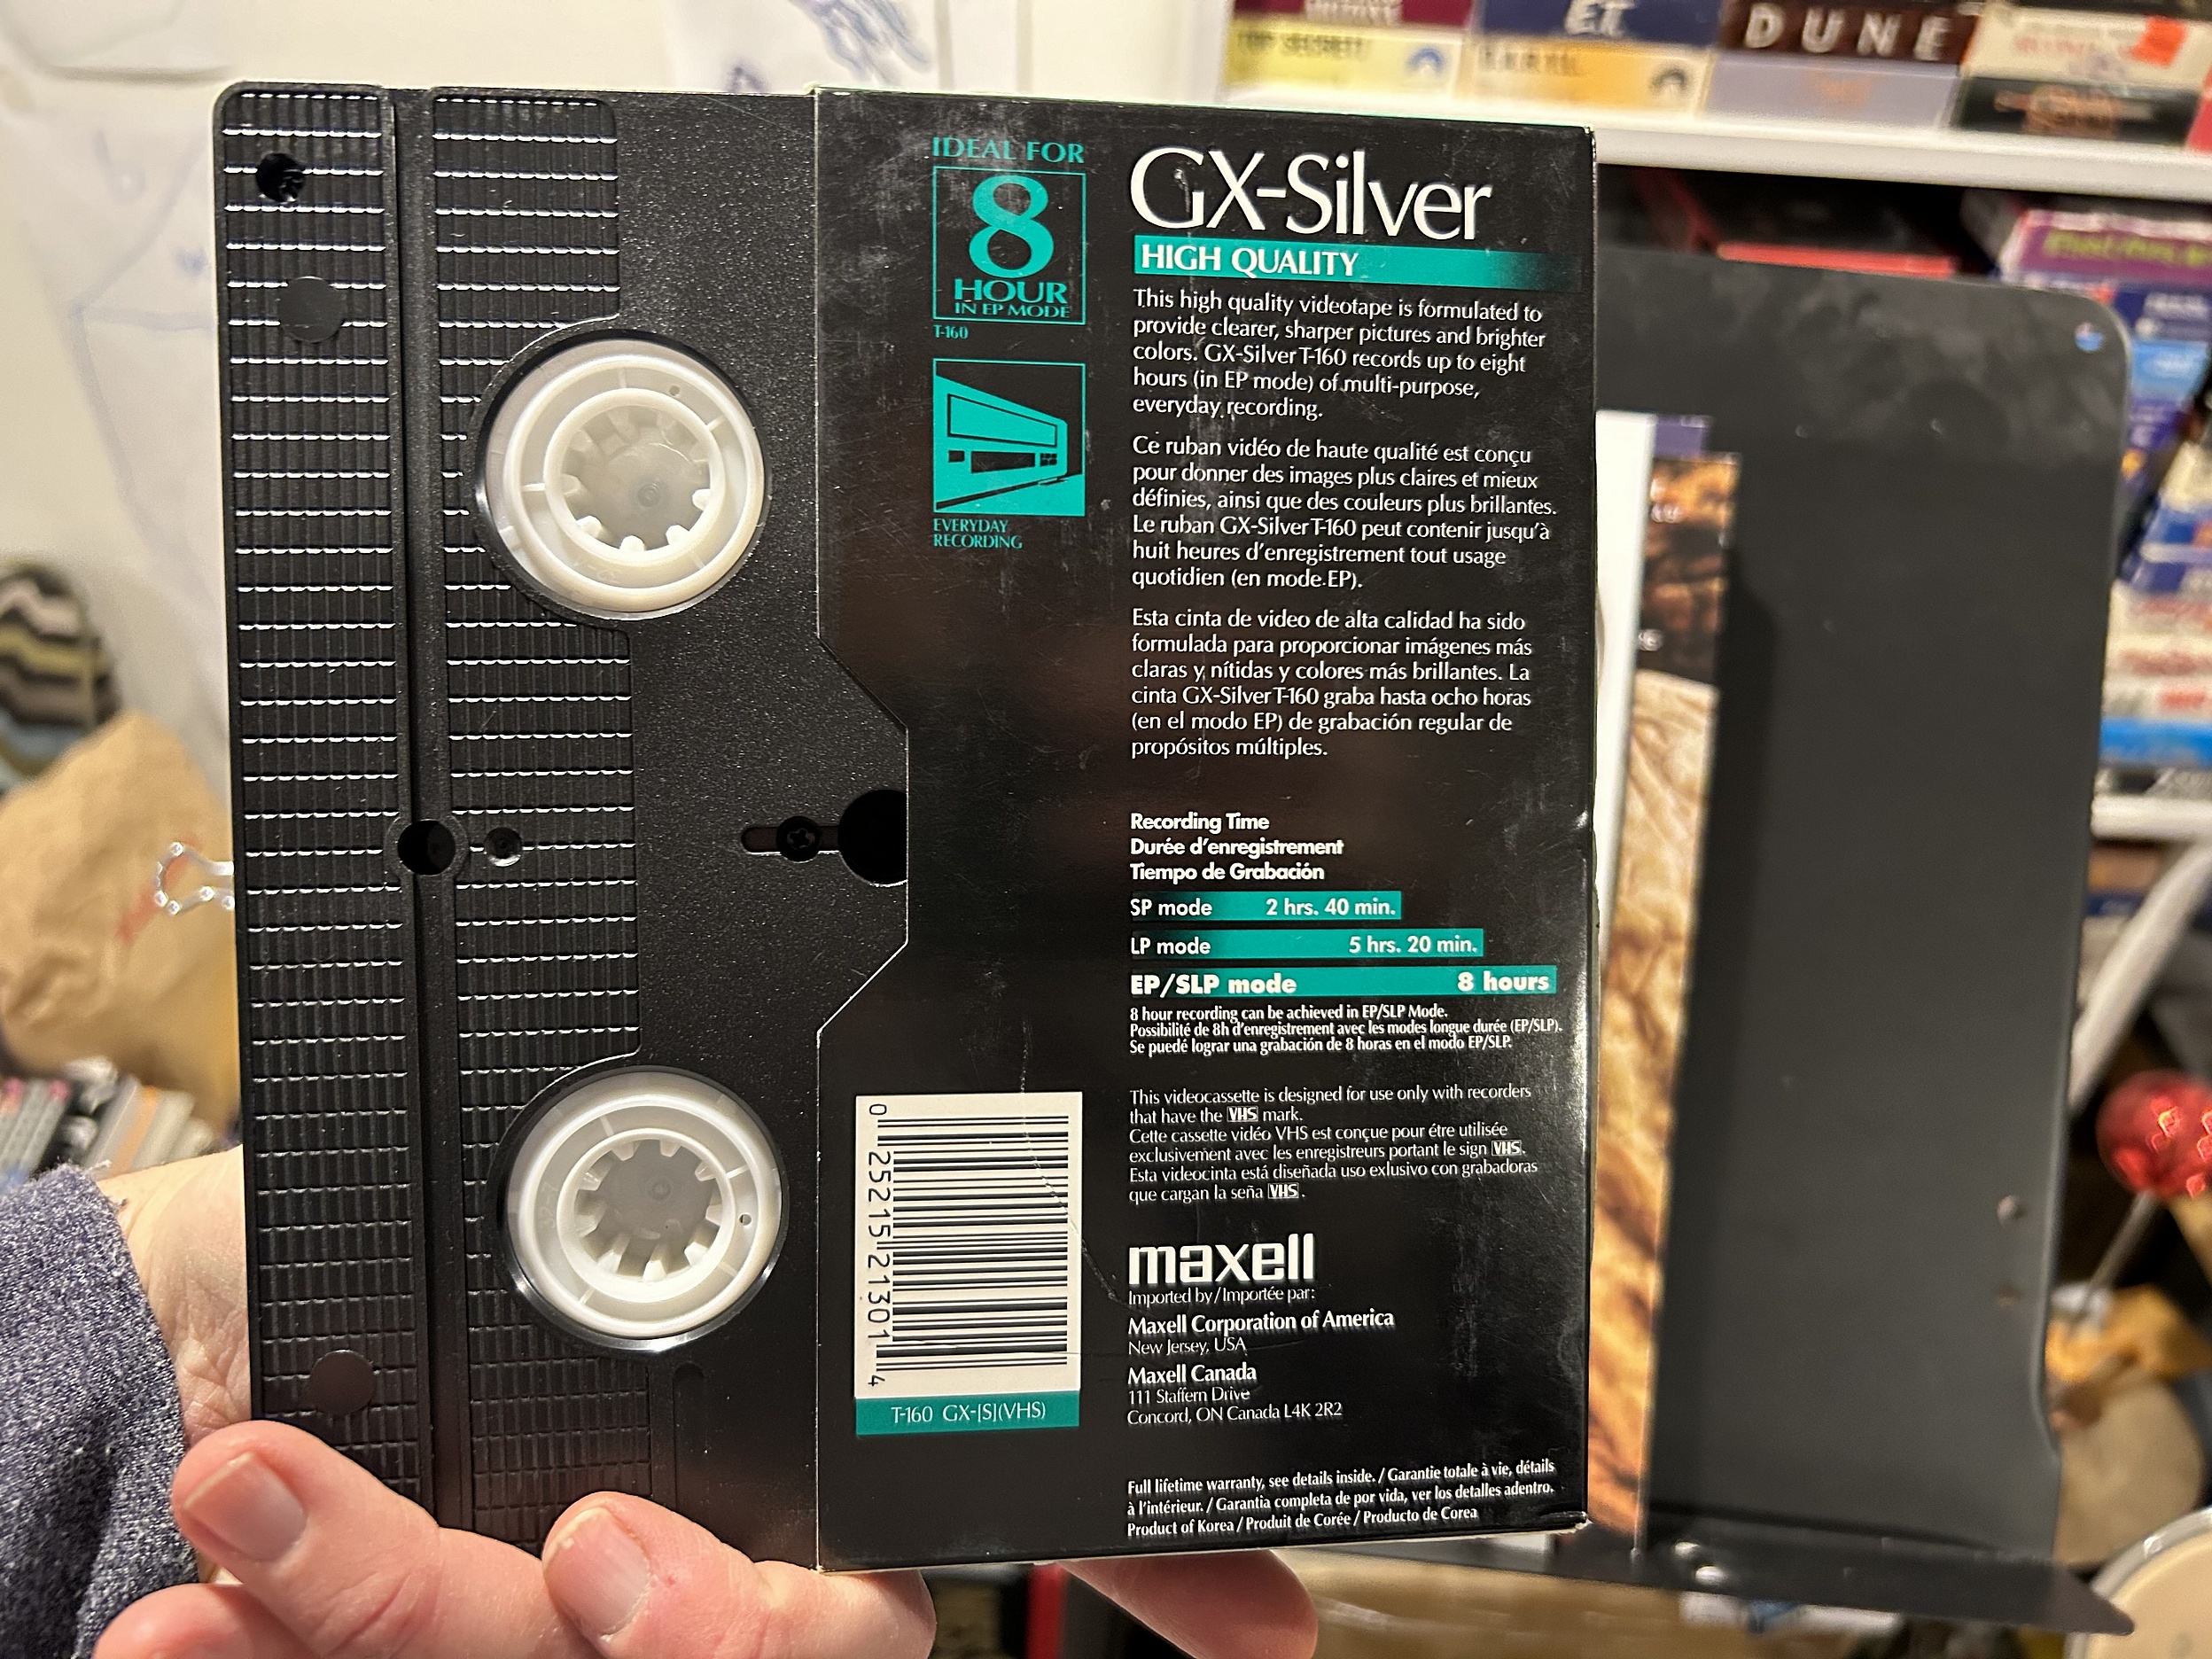 E.T.
DUNE
TOP SECRET
IDEAL FOR
8
HOUR
IN EP MODE
T-160
EVERYDAY
RECORDING
GX-Silver
HIGH QUALITY
This high quality videotape is formulated to
provide clearer, sharper pictures and brighter
colors. GX-Silver T-160 records up to eight
hours (in EP mode) of multi-purpose,
everyday recording.
Ce ruban vidéo de haute qualité est conçu
pour donner des images plus claires et mieux
définies, ainsi que des couleurs plus brillantes.
Le ruban GX-Silver T-160 peut contenir jusqu'à
huit heures d'enregistrement tout usage
quotidien (en mode EP).
Esta cinta de video de alta calidad ha sido
formulada para proporcionar imágenes más
claras y nítidas y colores más brillantes. La
cinta GX-Silver T-160 graba hasta ocho horas
(en el modo EP) de grabación regular de
propósitos múltiples.
Recording Time
Durée d'enregistrement
Tiempo de Grabación
SP mode 2 hrs. 40 min.
LP mode 5 hrs. 20 min.
EP/SLP mode 8 hours
8 hour recording can be achieved in EP/SLP Mode.
Possibilité de 8h d'enregistrement avec les modes longue durée (EP/SLP).
Se puedé lograr una grabación de 8 horas en el modo EP/SLP.
This videocassette is designed for use only with recorders
that have the VHS mark.
Cette cassette vidéo VHS est conçue pour étre utilisée
exclusivement avec les enregistreurs portant le sign VHS.
Esta videocinta está diseñada uso exlusivo con grabadoras
que cargan la seña VHS.
0 25215 21301 4
T-160 GX-[S](VHS)
maxell
Imported by / Importée par:
Maxell Corporation of America
New Jersey, USA
Maxell Canada
111 Staffern Drive
Concord, ON Canada L4K 2R2
Full lifetime warranty, see details inside. / Garantie totale à vie, détails
à l'intérieur. / Garantia completa de por vida, ver los detalles adentro.
Product of Korea / Produit de Corée / Producto de Corea